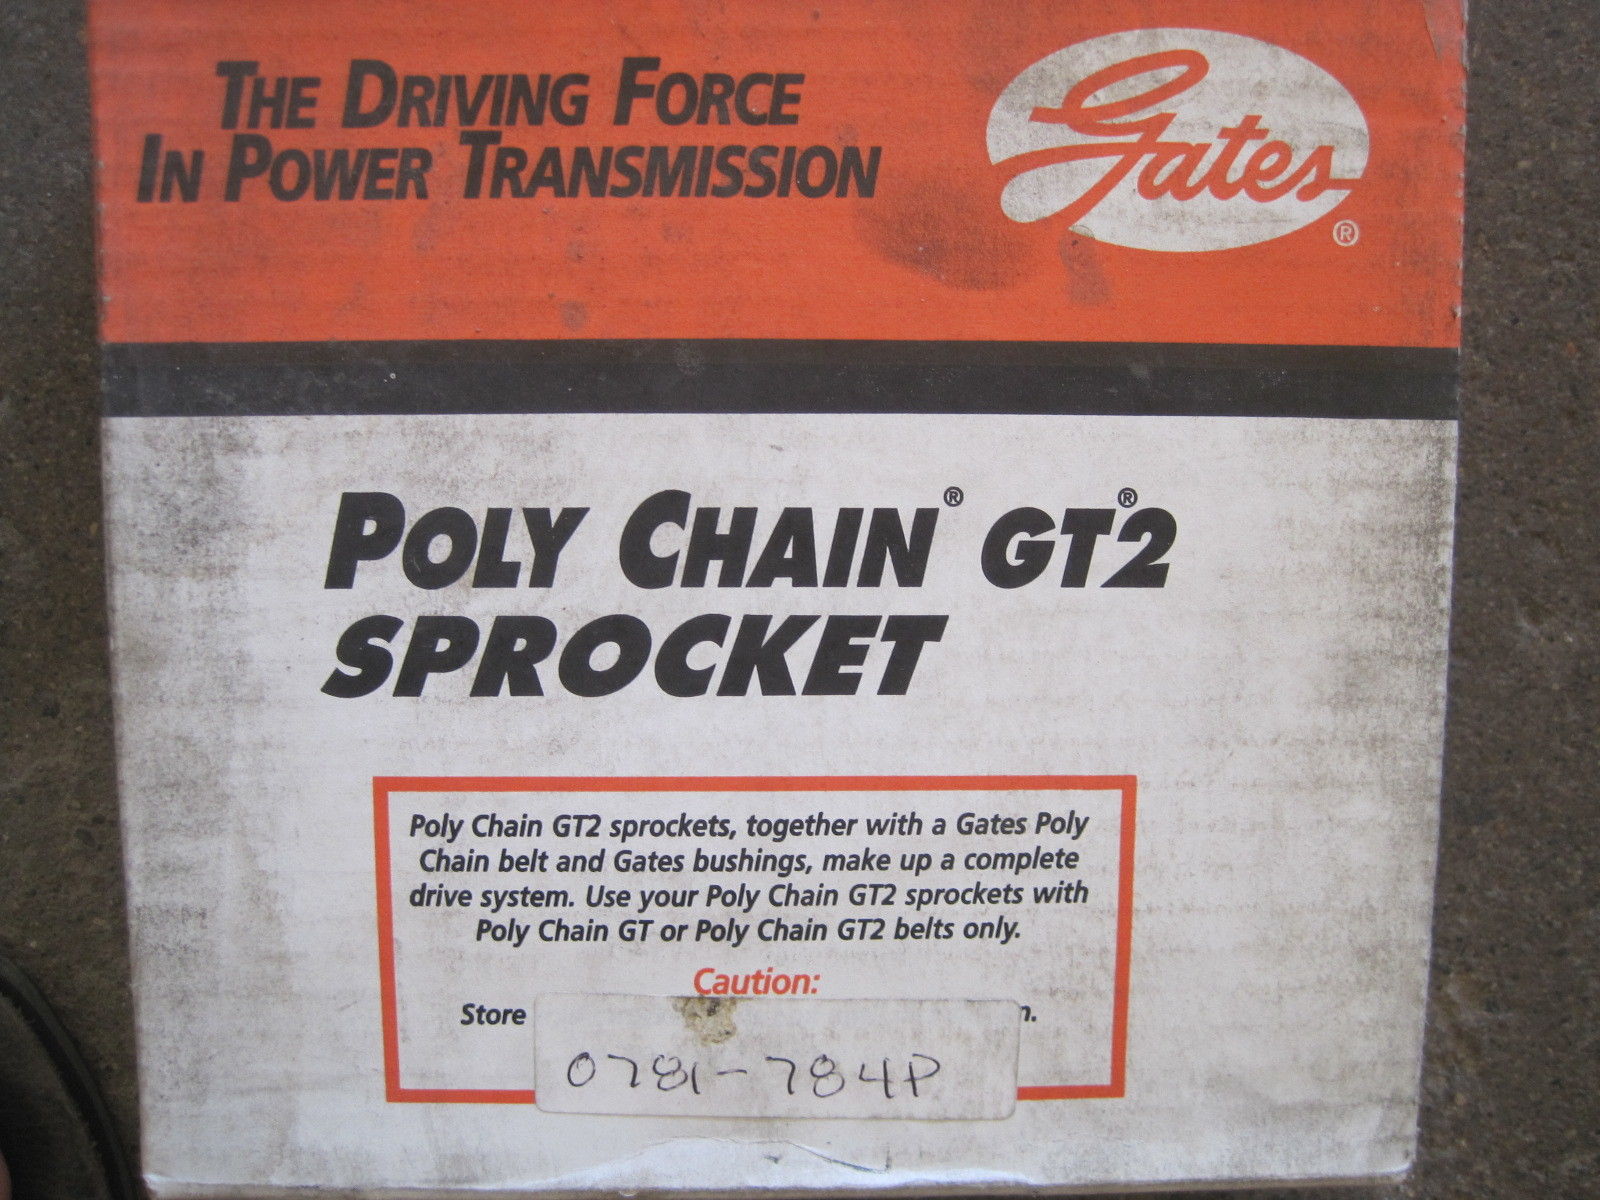 THE DRIVING FORCE
IN POWER TRANSMISSION
Gates®
POLY CHAIN® GT®2
SPROCKET
Poly Chain GT2 sprockets, together with a Gates Poly
Chain belt and Gates bushings, make up a complete
drive system. Use your Poly Chain GT2 sprockets with
Poly Chain GT or Poly Chain GT2 belts only.
Caution:
Store
0781-784P